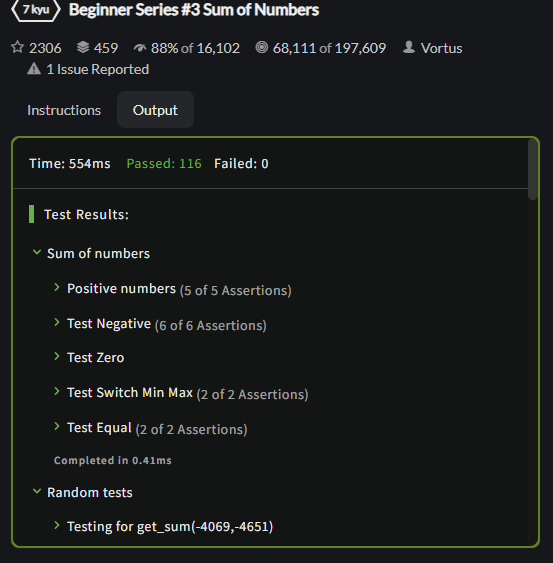 7 kyu Beginner Series #3 Sum of Numbers
2306 459 88% of 16,102 68,111 of 197,609 Vortus
1 Issue Reported
Instructions Output
Time: 554ms Passed: 116 Failed: 0
Test Results:
Sum of numbers
Positive numbers (5 of 5 Assertions)
Test Negative (6 of 6 Assertions)
Test Zero
Test Switch Min Max (2 of 2 Assertions)
Test Equal (2 of 2 Assertions)
Completed in 0.41ms
Random tests
Testing for get_sum(-4069,-4651)